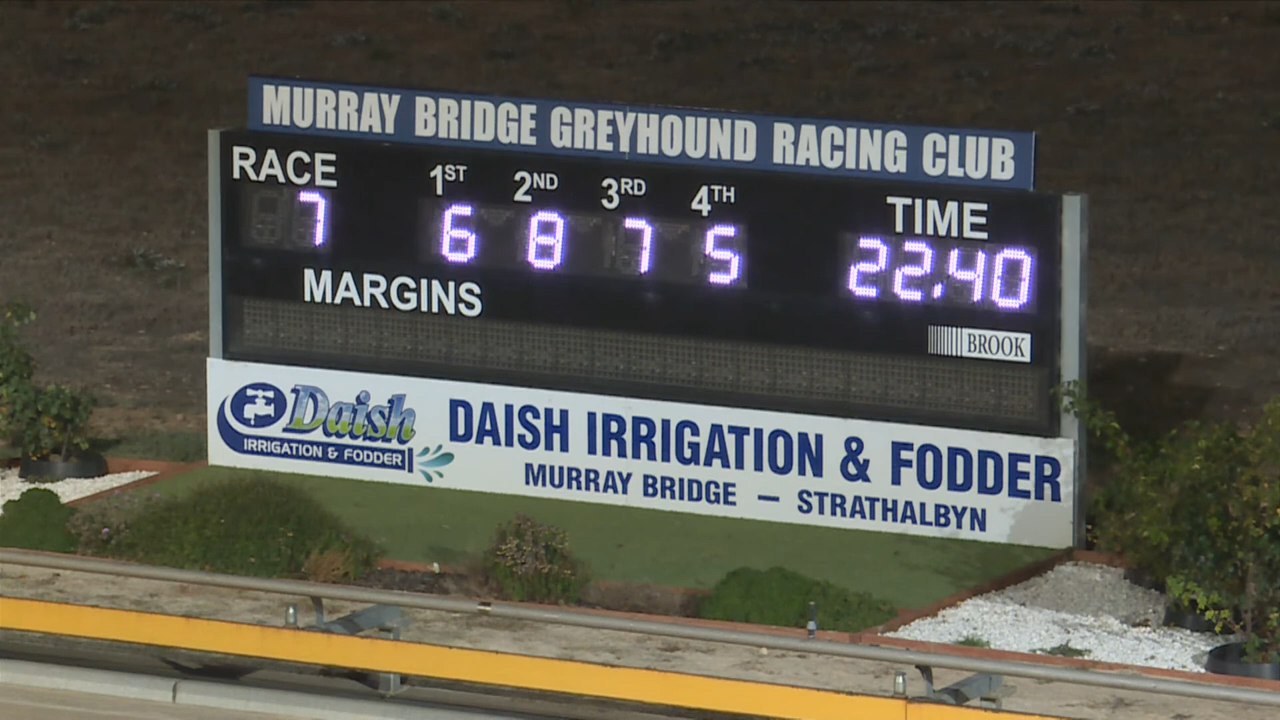 MURRAY BRIDGE GREYHOUND RACING CLUB
RACE 1ST 2ND 3RD 4TH TIME
7 6 8 7 5 22.40
MARGINS
BROOK
Daish
IRRIGATION & FODDER
DAISH IRRIGATION & FODDER
MURRAY BRIDGE — STRATHALBYN